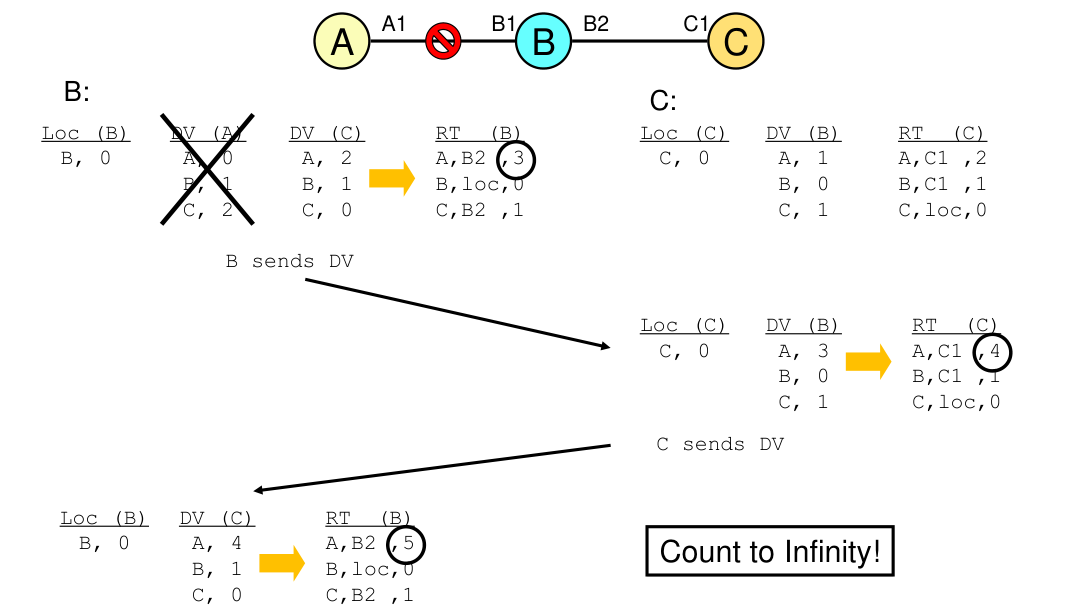 A A1 B1 B B2 C1 C
B:
Loc (B) DV (A) DV (C) RT (B)
B, 0 A, 0 A, 2 A,B2 ,3
B, 1 B, 1 B,loc,0
C, 2 C, 0 C,B2 ,1
C:
Loc (C) DV (B) RT (C)
C, 0 A, 1 A,C1 ,2
B, 0 B,C1 ,1
C, 1 C,loc,0
B sends DV
Loc (C) DV (B) RT (C)
C, 0 A, 3 A,C1 ,4
B, 0 B,C1 ,1
C, 1 C,loc,0
C sends DV
Loc (B) DV (C) RT (B)
B, 0 A, 4 A,B2 ,5
B, 1 B,loc,0
C, 0 C,B2 ,1
Count to Infinity!